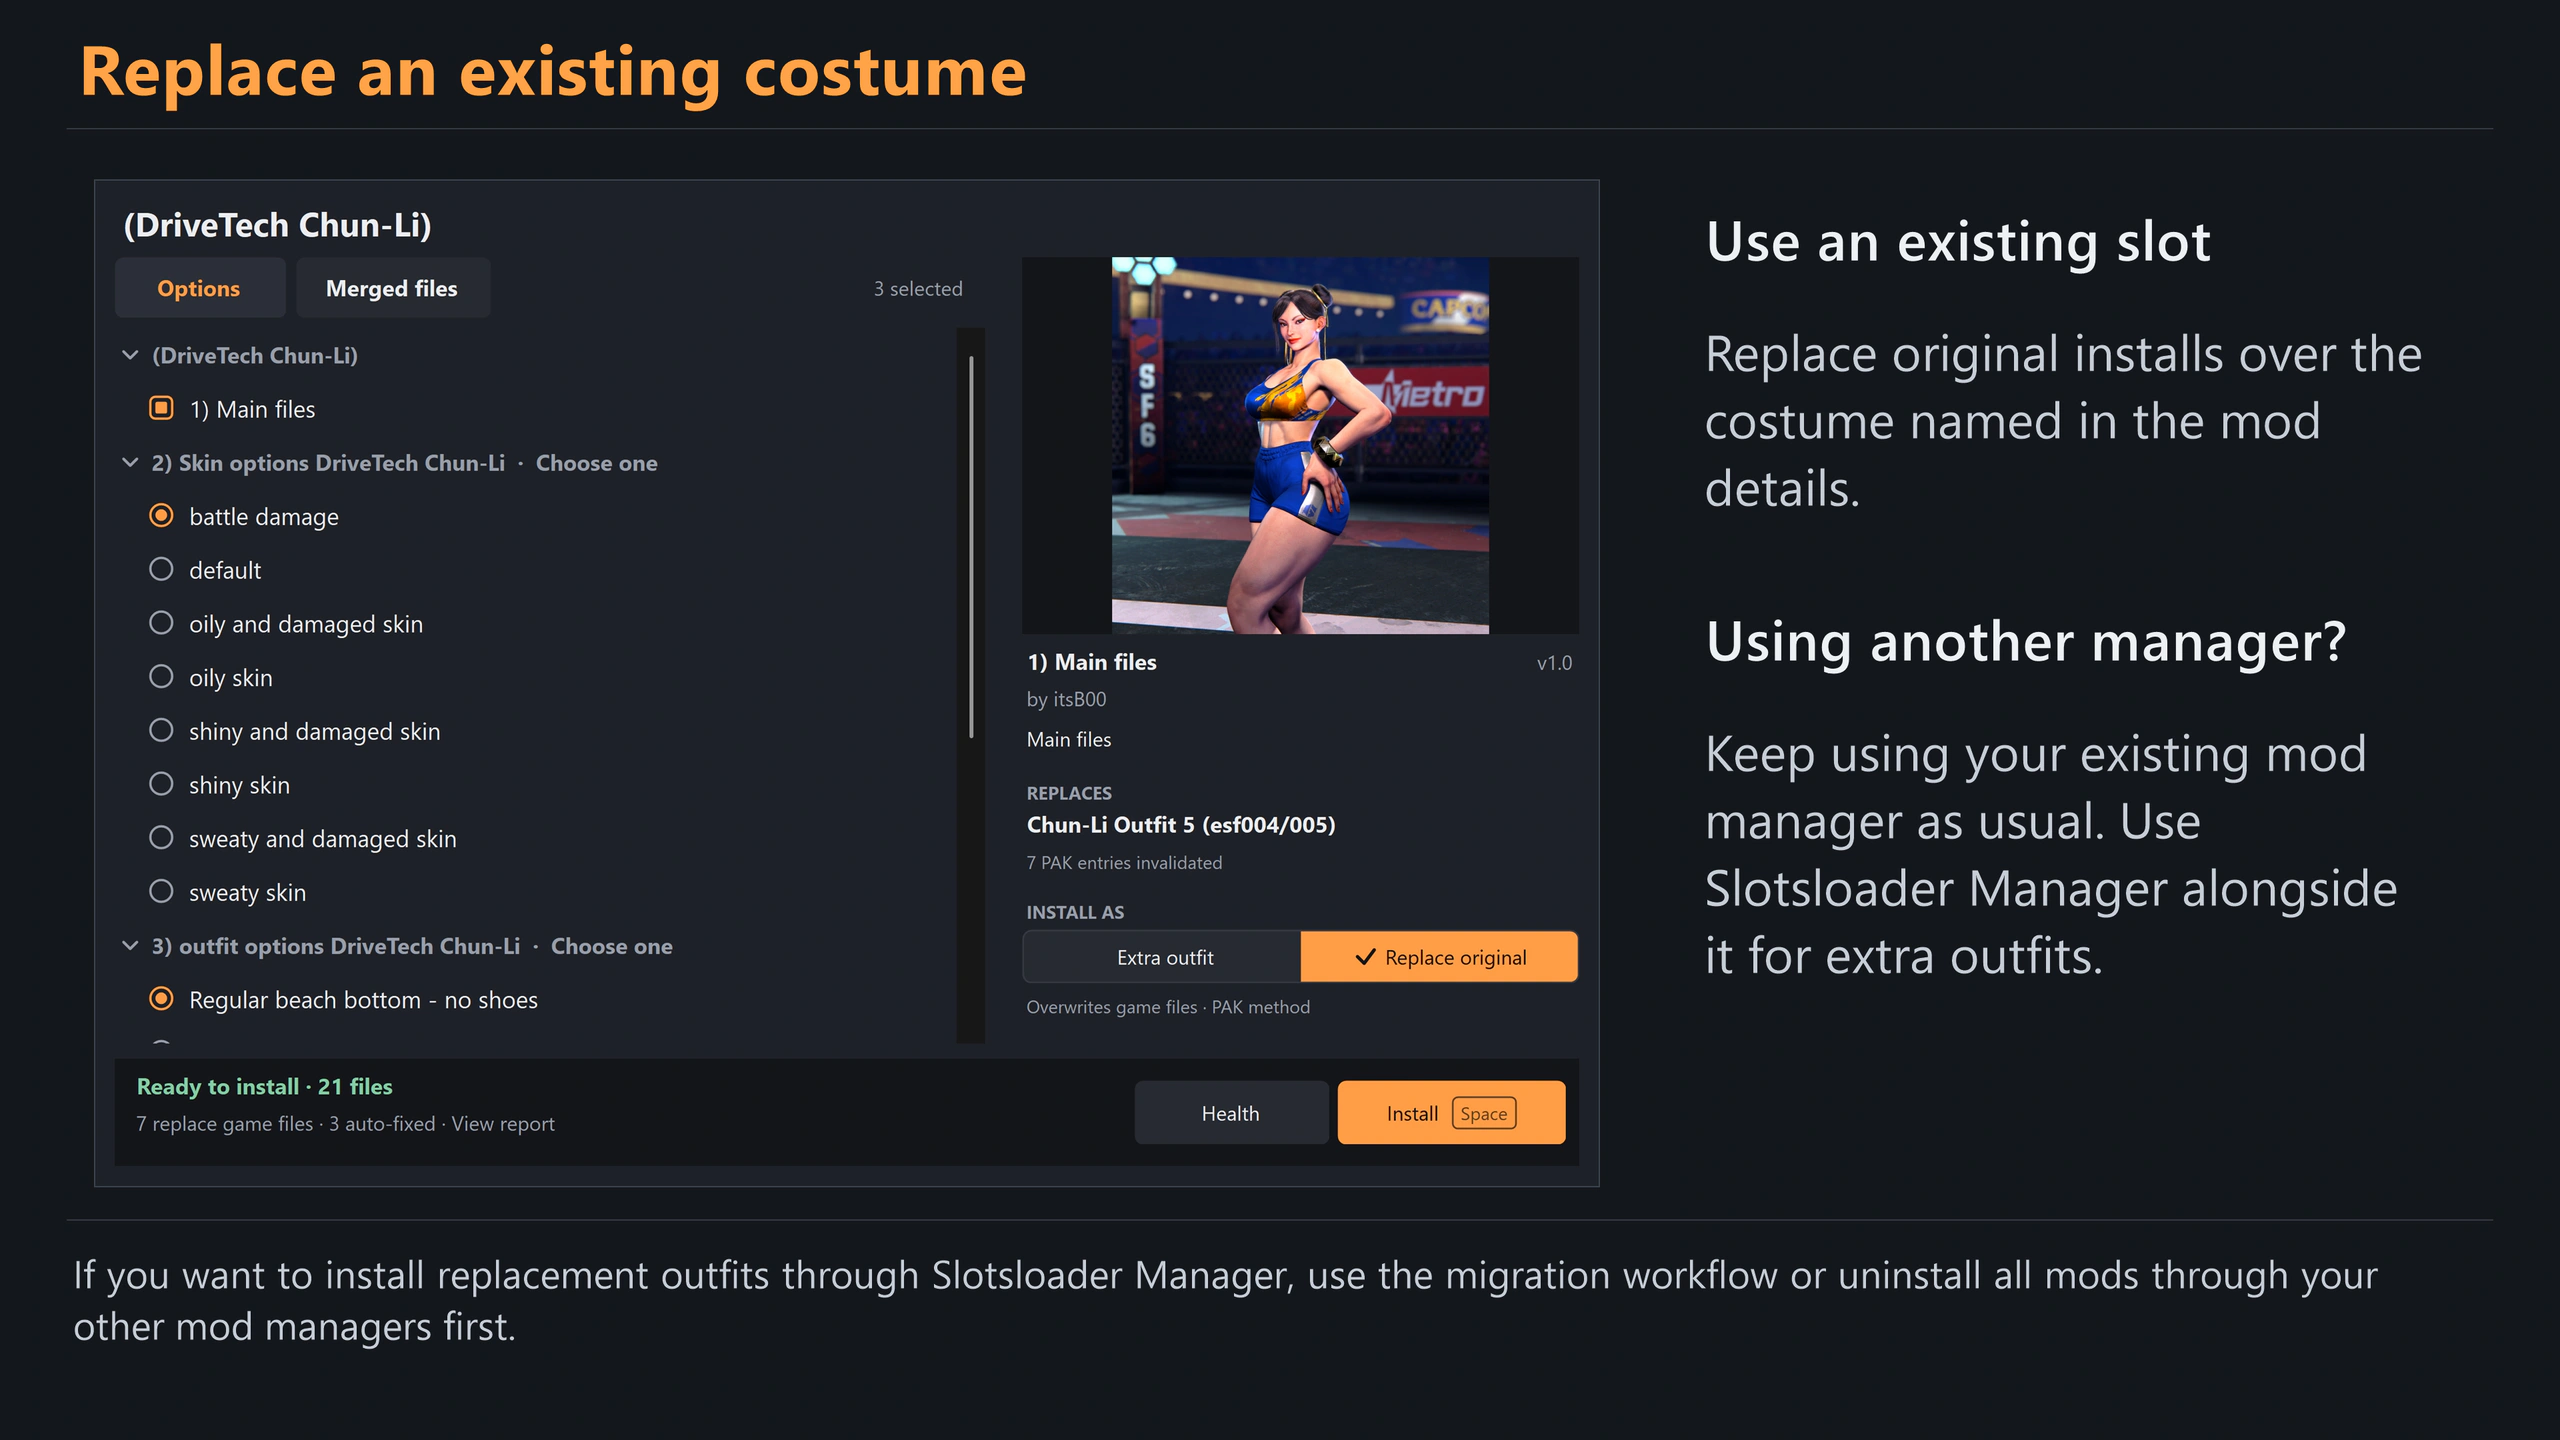 Replace an existing costume
(DriveTech Chun-Li)
Options
Merged files
3 selected
(DriveTech Chun-Li)
1) Main files
2) Skin options DriveTech Chun-Li · Choose one
battle damage
default
oily and damaged skin
oily skin
shiny and damaged skin
shiny skin
sweaty and damaged skin
sweaty skin
3) outfit options DriveTech Chun-Li · Choose one
Regular beach bottom - no shoes
SF6
Metro
1) Main files
v1.0
by itsB00
Main files
REPLACES
Chun-Li Outfit 5 (esf004/005)
7 PAK entries invalidated
INSTALL AS
Extra outfit
Replace original
Overwrites game files · PAK method
Ready to install · 21 files
7 replace game files · 3 auto-fixed · View report
Health
Install Space
Use an existing slot
Replace original installs over the
costume named in the mod
details.
Using another manager?
Keep using your existing mod
manager as usual. Use
Slotsloader Manager alongside
it for extra outfits.
If you want to install replacement outfits through Slotsloader Manager, use the migration workflow or uninstall all mods through your
other mod managers first.